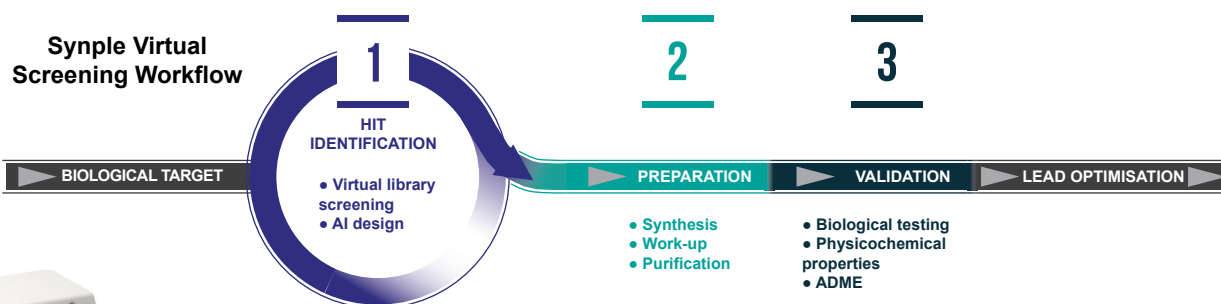 Synple Virtual
Screening Workflow
1
2
3
HIT
IDENTIFICATION
● Virtual library
screening
● AI design
BIOLOGICAL TARGET
PREPARATION
VALIDATION
LEAD OPTIMISATION
● Synthesis
● Work-up
● Purification
● Biological testing
● Physicochemical
properties
● ADME